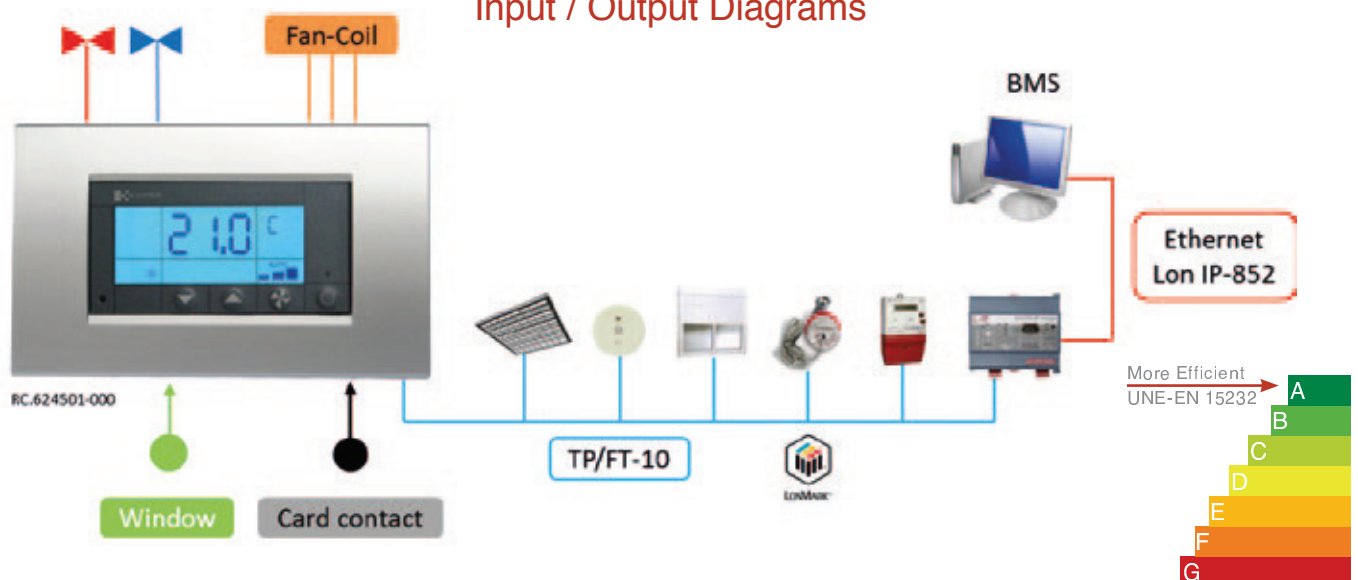 Input / Output Diagrams
Fan-Coil
BMS
21.0 C
Ethernet
Lon IP-852
RC.624501-000
More Efficient
UNE-EN 15232
A
B
C
D
E
F
G
TP/FT-10
LONMARK
Window
Card contact